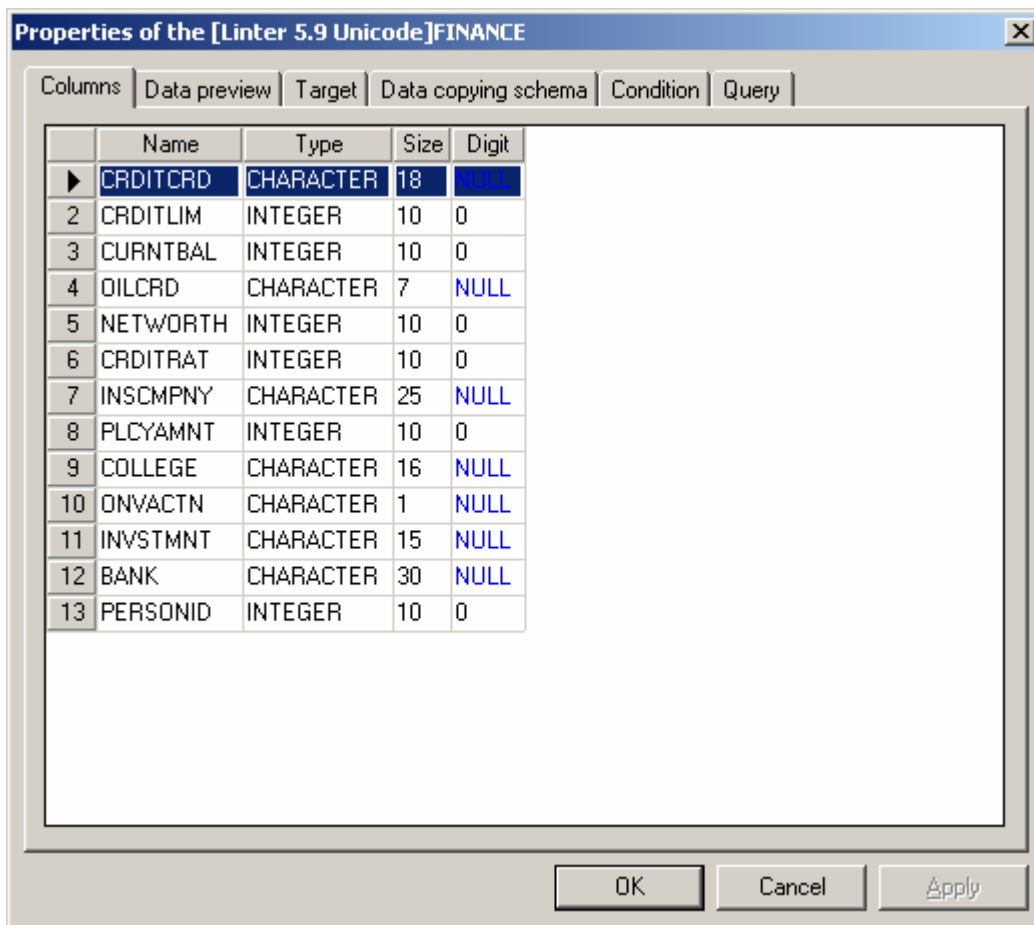 Properties of the [Linter 5.9 Unicode]FINANCE
Columns Data preview Target Data copying schema Condition Query
Name Type Size Digit
CRDITCRD CHARACTER 18 NULL
2 CRDITLIM INTEGER 10 0
3 CURNTBAL INTEGER 10 0
4 OILCRD CHARACTER 7 NULL
5 NETWORTH INTEGER 10 0
6 CRDITRAT INTEGER 10 0
7 INSCMPNY CHARACTER 25 NULL
8 PLCYAMNT INTEGER 10 0
9 COLLEGE CHARACTER 16 NULL
10 ONVACTN CHARACTER 1 NULL
11 INVSTMNT CHARACTER 15 NULL
12 BANK CHARACTER 30 NULL
13 PERSONID INTEGER 10 0
OK Cancel Apply